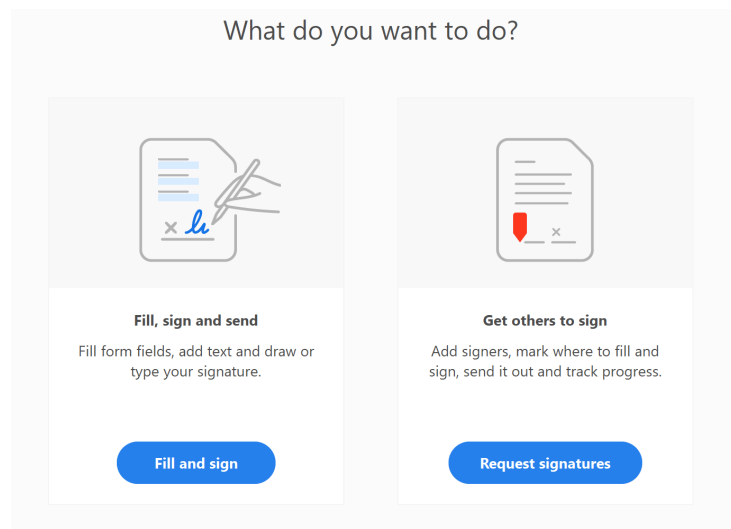 What do you want to do?
Fill, sign and send
Fill form fields, add text and draw or
type your signature.
Fill and sign
Get others to sign
Add signers, mark where to fill and
sign, send it out and track progress.
Request signatures